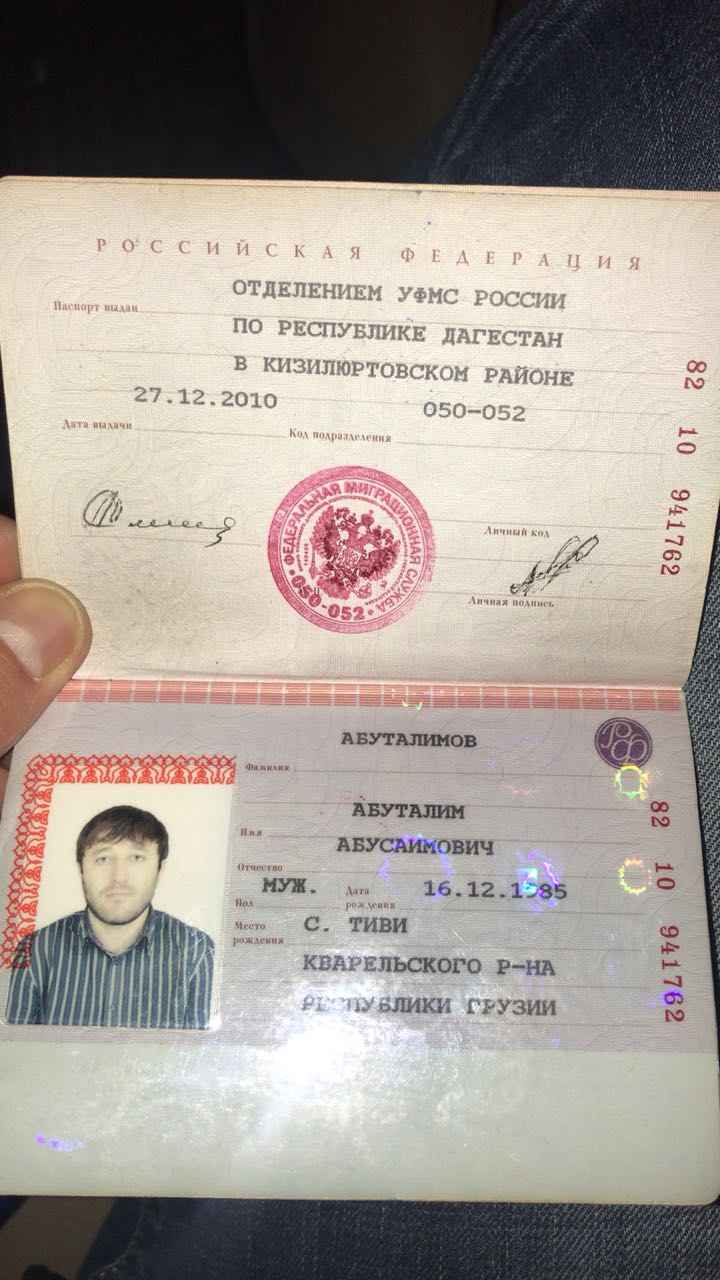 РОССИЙСКАЯ ФЕДЕРАЦИЯ
Паспорт выдан ОТДЕЛЕНИЕМ УФМС РОССИИ
ПО РЕСПУБЛИКЕ ДАГЕСТАН
В КИЗИЛЮРТОВСКОМ РАЙОНЕ
27.12.2010 050-052
Дата выдачи Код подразделения
82 10 941762
ФЕДЕРАЛЬНАЯ МИГРАЦИОННАЯ СЛУЖБА
050-052
Личный код
Личная подпись
АБУТАЛИМОВ
Фамилия
АБУТАЛИМ
Имя
АБУСАИМОВИЧ
Отчество
МУЖ. 16.12.1985
Пол Дата рождения
Место рождения С. ТИВИ
КВАРЕЛЬСКОГО Р-НА
РЕСПУБЛИКИ ГРУЗИИ
РФ
82 10 941762